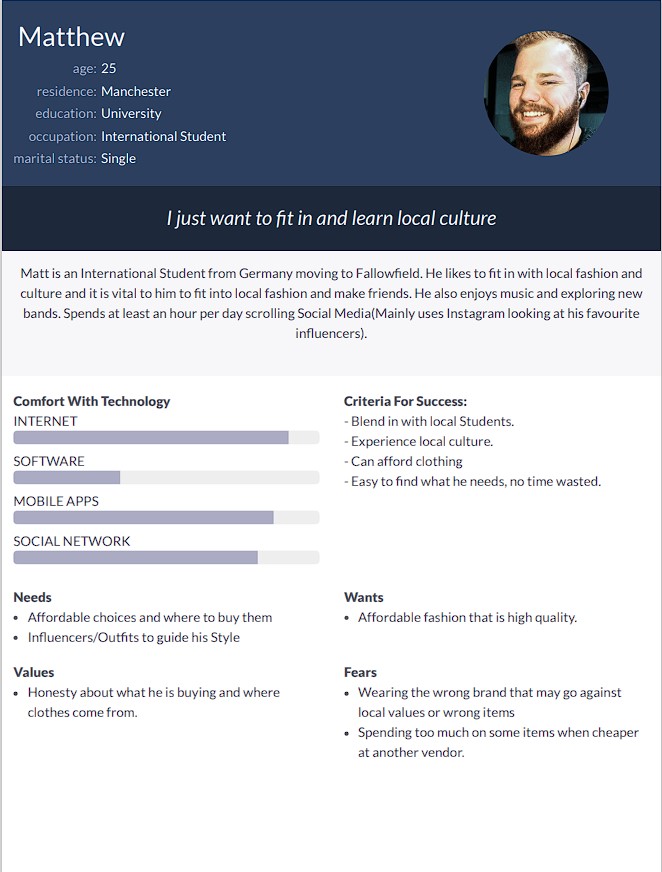 Matthew
age: 25
residence: Manchester
education: University
occupation: International Student
marital status: Single
I just want to fit in and learn local culture
Matt is an International Student from Germany moving to Fallowfield. He likes to fit in with local fashion and
culture and it is vital to him to fit into local fashion and make friends. He also enjoys music and exploring new
bands. Spends at least an hour per day scrolling Social Media(Mainly uses Instagram looking at his favourite
influencers).
Comfort With Technology
INTERNET
SOFTWARE
MOBILE APPS
SOCIAL NETWORK
Criteria For Success:
- Blend in with local Students.
- Experience local culture.
- Can afford clothing
- Easy to find what he needs, no time wasted.
Needs
• Affordable choices and where to buy them
• Influencers/Outfits to guide his Style
Wants
• Affordable fashion that is high quality.
Values
• Honesty about what he is buying and where
clothes come from.
Fears
• Wearing the wrong brand that may go against
local values or wrong items
• Spending too much on some items when cheaper
at another vendor.